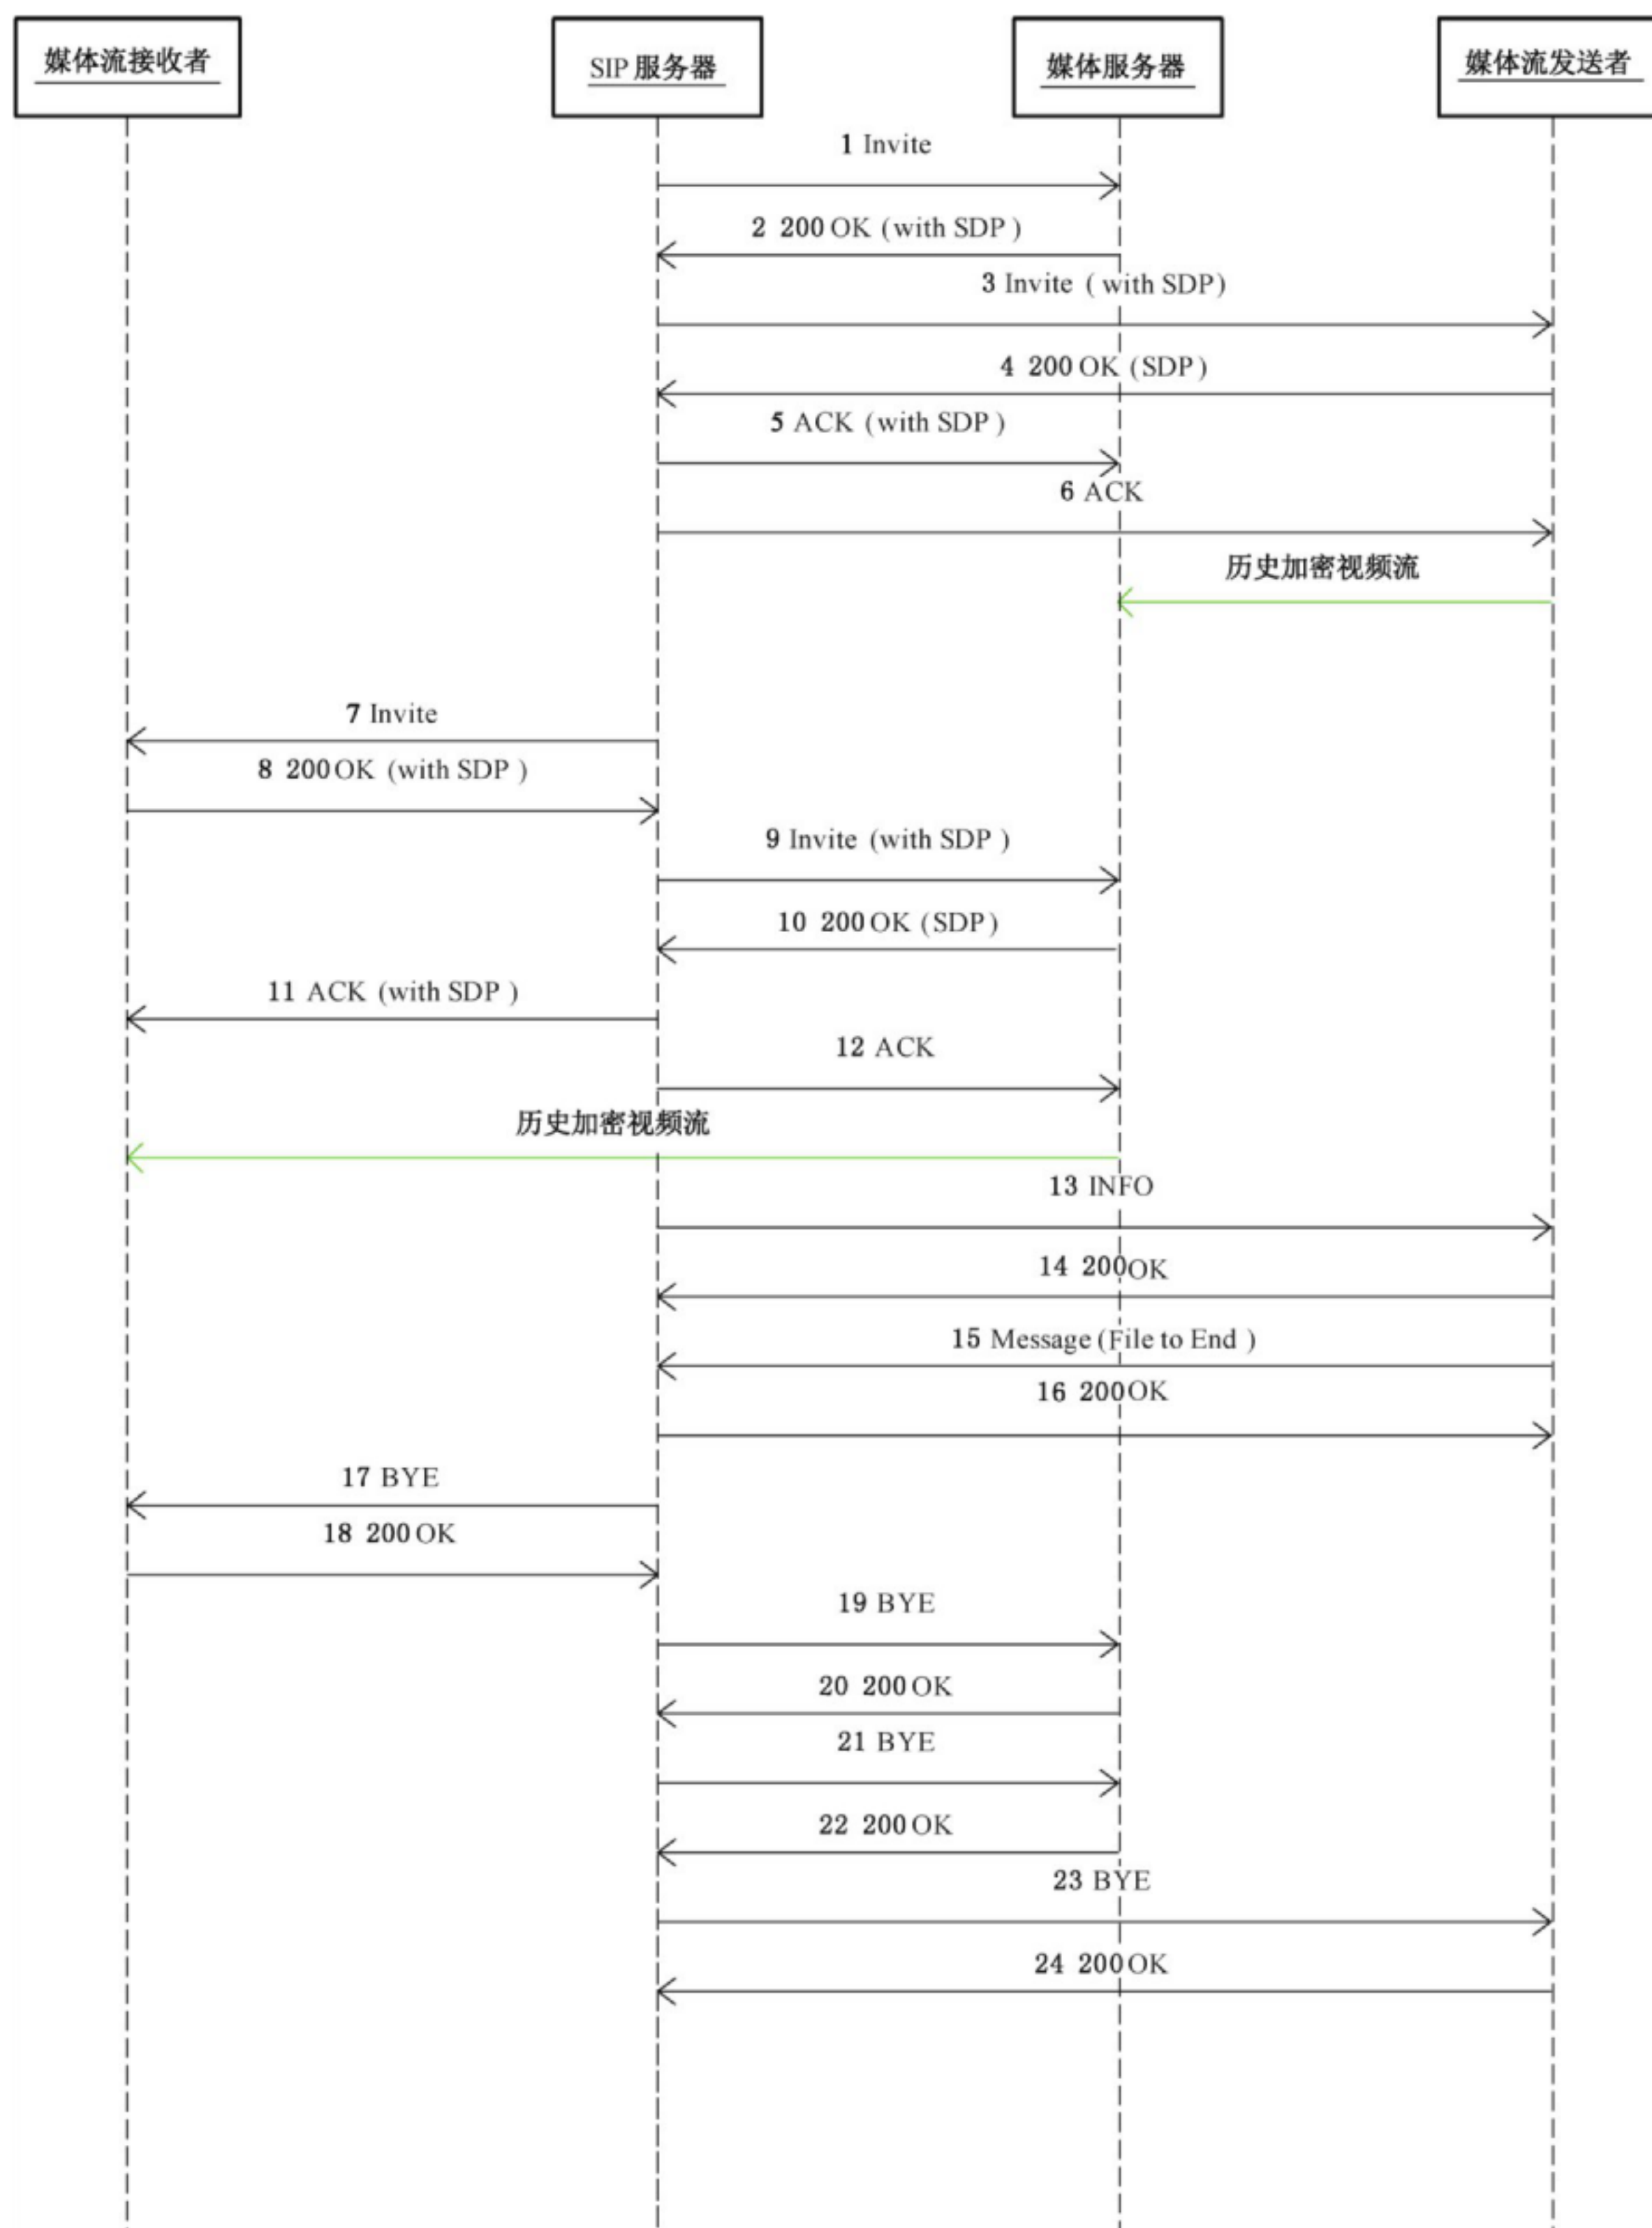 媒体流接收者
SIP 服务器
媒体服务器
媒体流发送者
1 Invite
2 200 OK (with SDP)
3 Invite ( with SDP)
4 200 OK (SDP)
5 ACK (with SDP)
6 ACK
历史加密视频流
7 Invite
8 200 OK (with SDP )
9 Invite (with SDP )
10 200 OK (SDP)
11 ACK (with SDP )
12 ACK
历史加密视频流
13 INFO
14 200 OK
15 Message (File to End )
16 200 OK
17 BYE
18 200 OK
19 BYE
20 200 OK
21 BYE
22 200 OK
23 BYE
24 200 OK